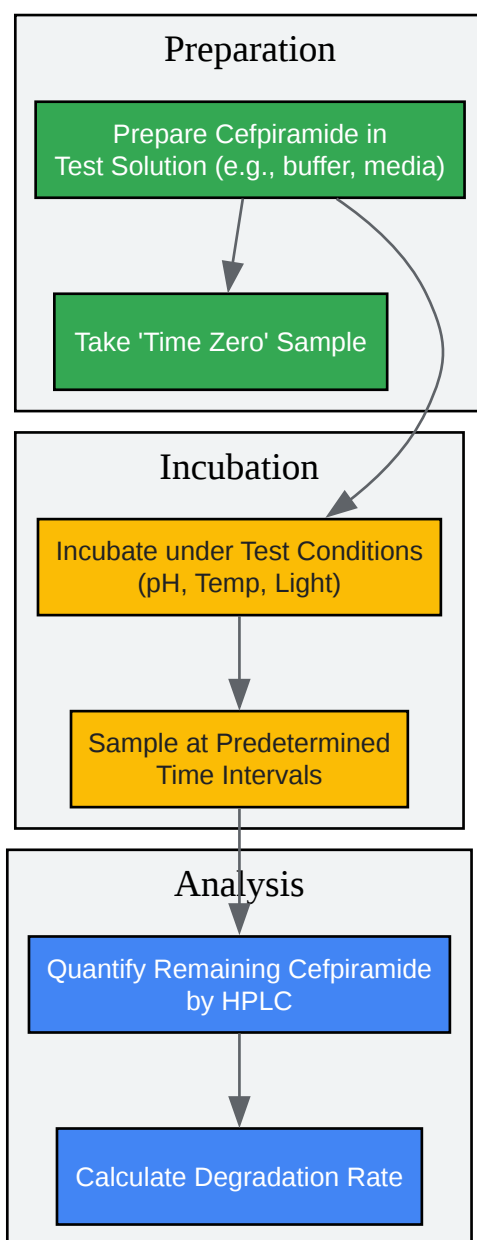 Preparation
Prepare Cefpiramide in
Test Solution (e.g., buffer, media)
Take 'Time Zero' Sample
Incubation
Incubate under Test Conditions
(pH, Temp, Light)
Sample at Predetermined
Time Intervals
Analysis
Quantify Remaining Cefpiramide
by HPLC
Calculate Degradation Rate